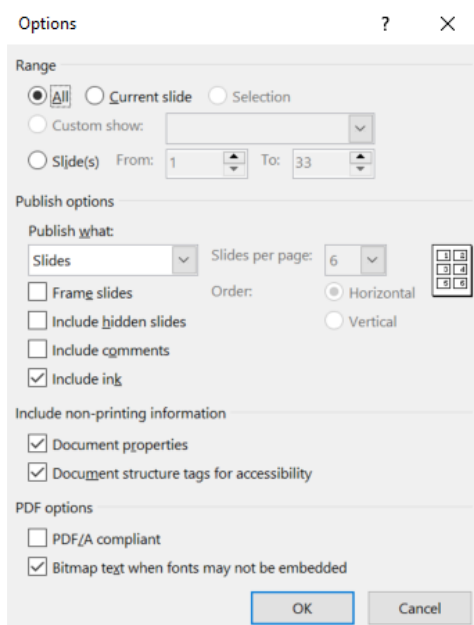 Options ?
Range
All Current slide Selection
Custom show:
Slide(s) From: 1 To: 33
Publish options
Publish what:
Slides Slides per page: 6
Frame slides Order: Horizontal
Include hidden slides Vertical
Include comments
Include ink
Include non-printing information
Document properties
Document structure tags for accessibility
PDF options
PDF/A compliant
Bitmap text when fonts may not be embedded
OK Cancel
1 2
3 4
5 6